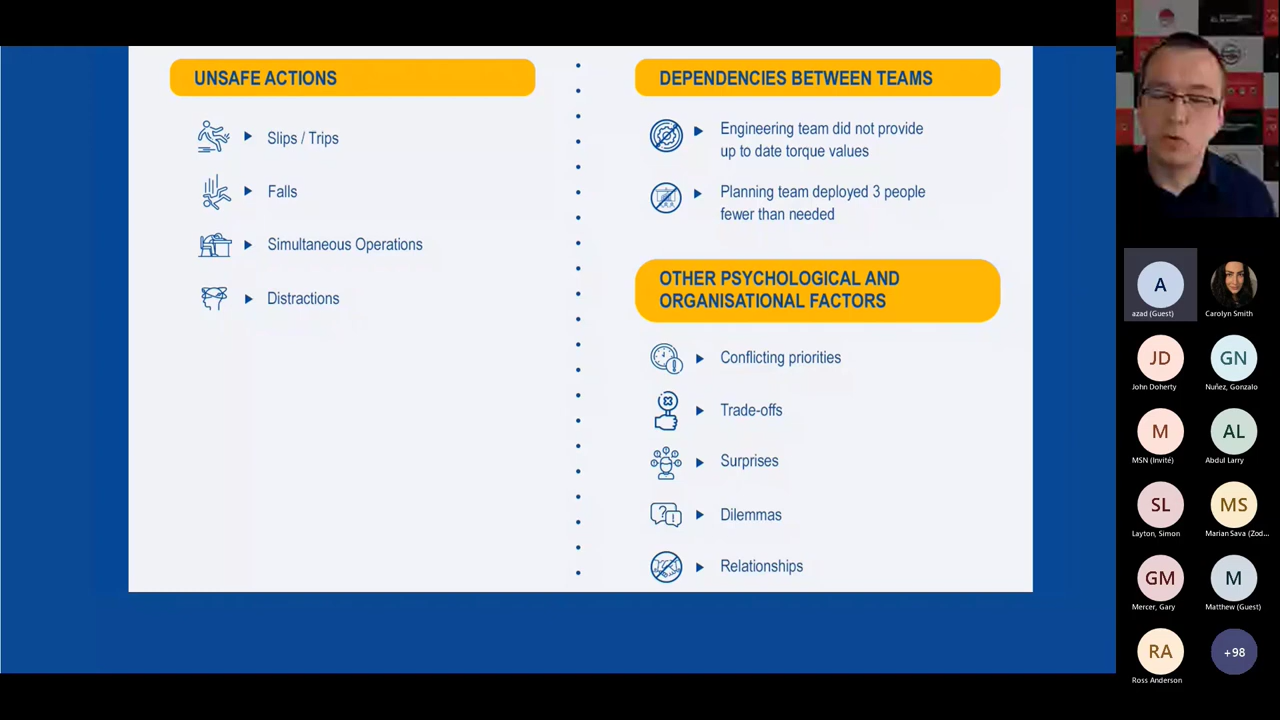 UNSAFE ACTIONS
Slips / Trips
Falls
Simultaneous Operations
Distractions
DEPENDENCIES BETWEEN TEAMS
Engineering team did not provide
up to date torque values
Planning team deployed 3 people
fewer than needed
OTHER PSYCHOLOGICAL AND
ORGANISATIONAL FACTORS
Conflicting priorities
Trade-offs
Surprises
Dilemmas
Relationships
A
azad (Guest)
Carolyn Smith
JD
John Doherty
GN
Nuñez, Gonzalo
M
MSN (Invité)
AL
Abdul Larry
SL
Layton, Simon
MS
Marian Sava (Zod...
GM
Mercer, Gary
M
Matthew (Guest)
RA
Ross Anderson
+98